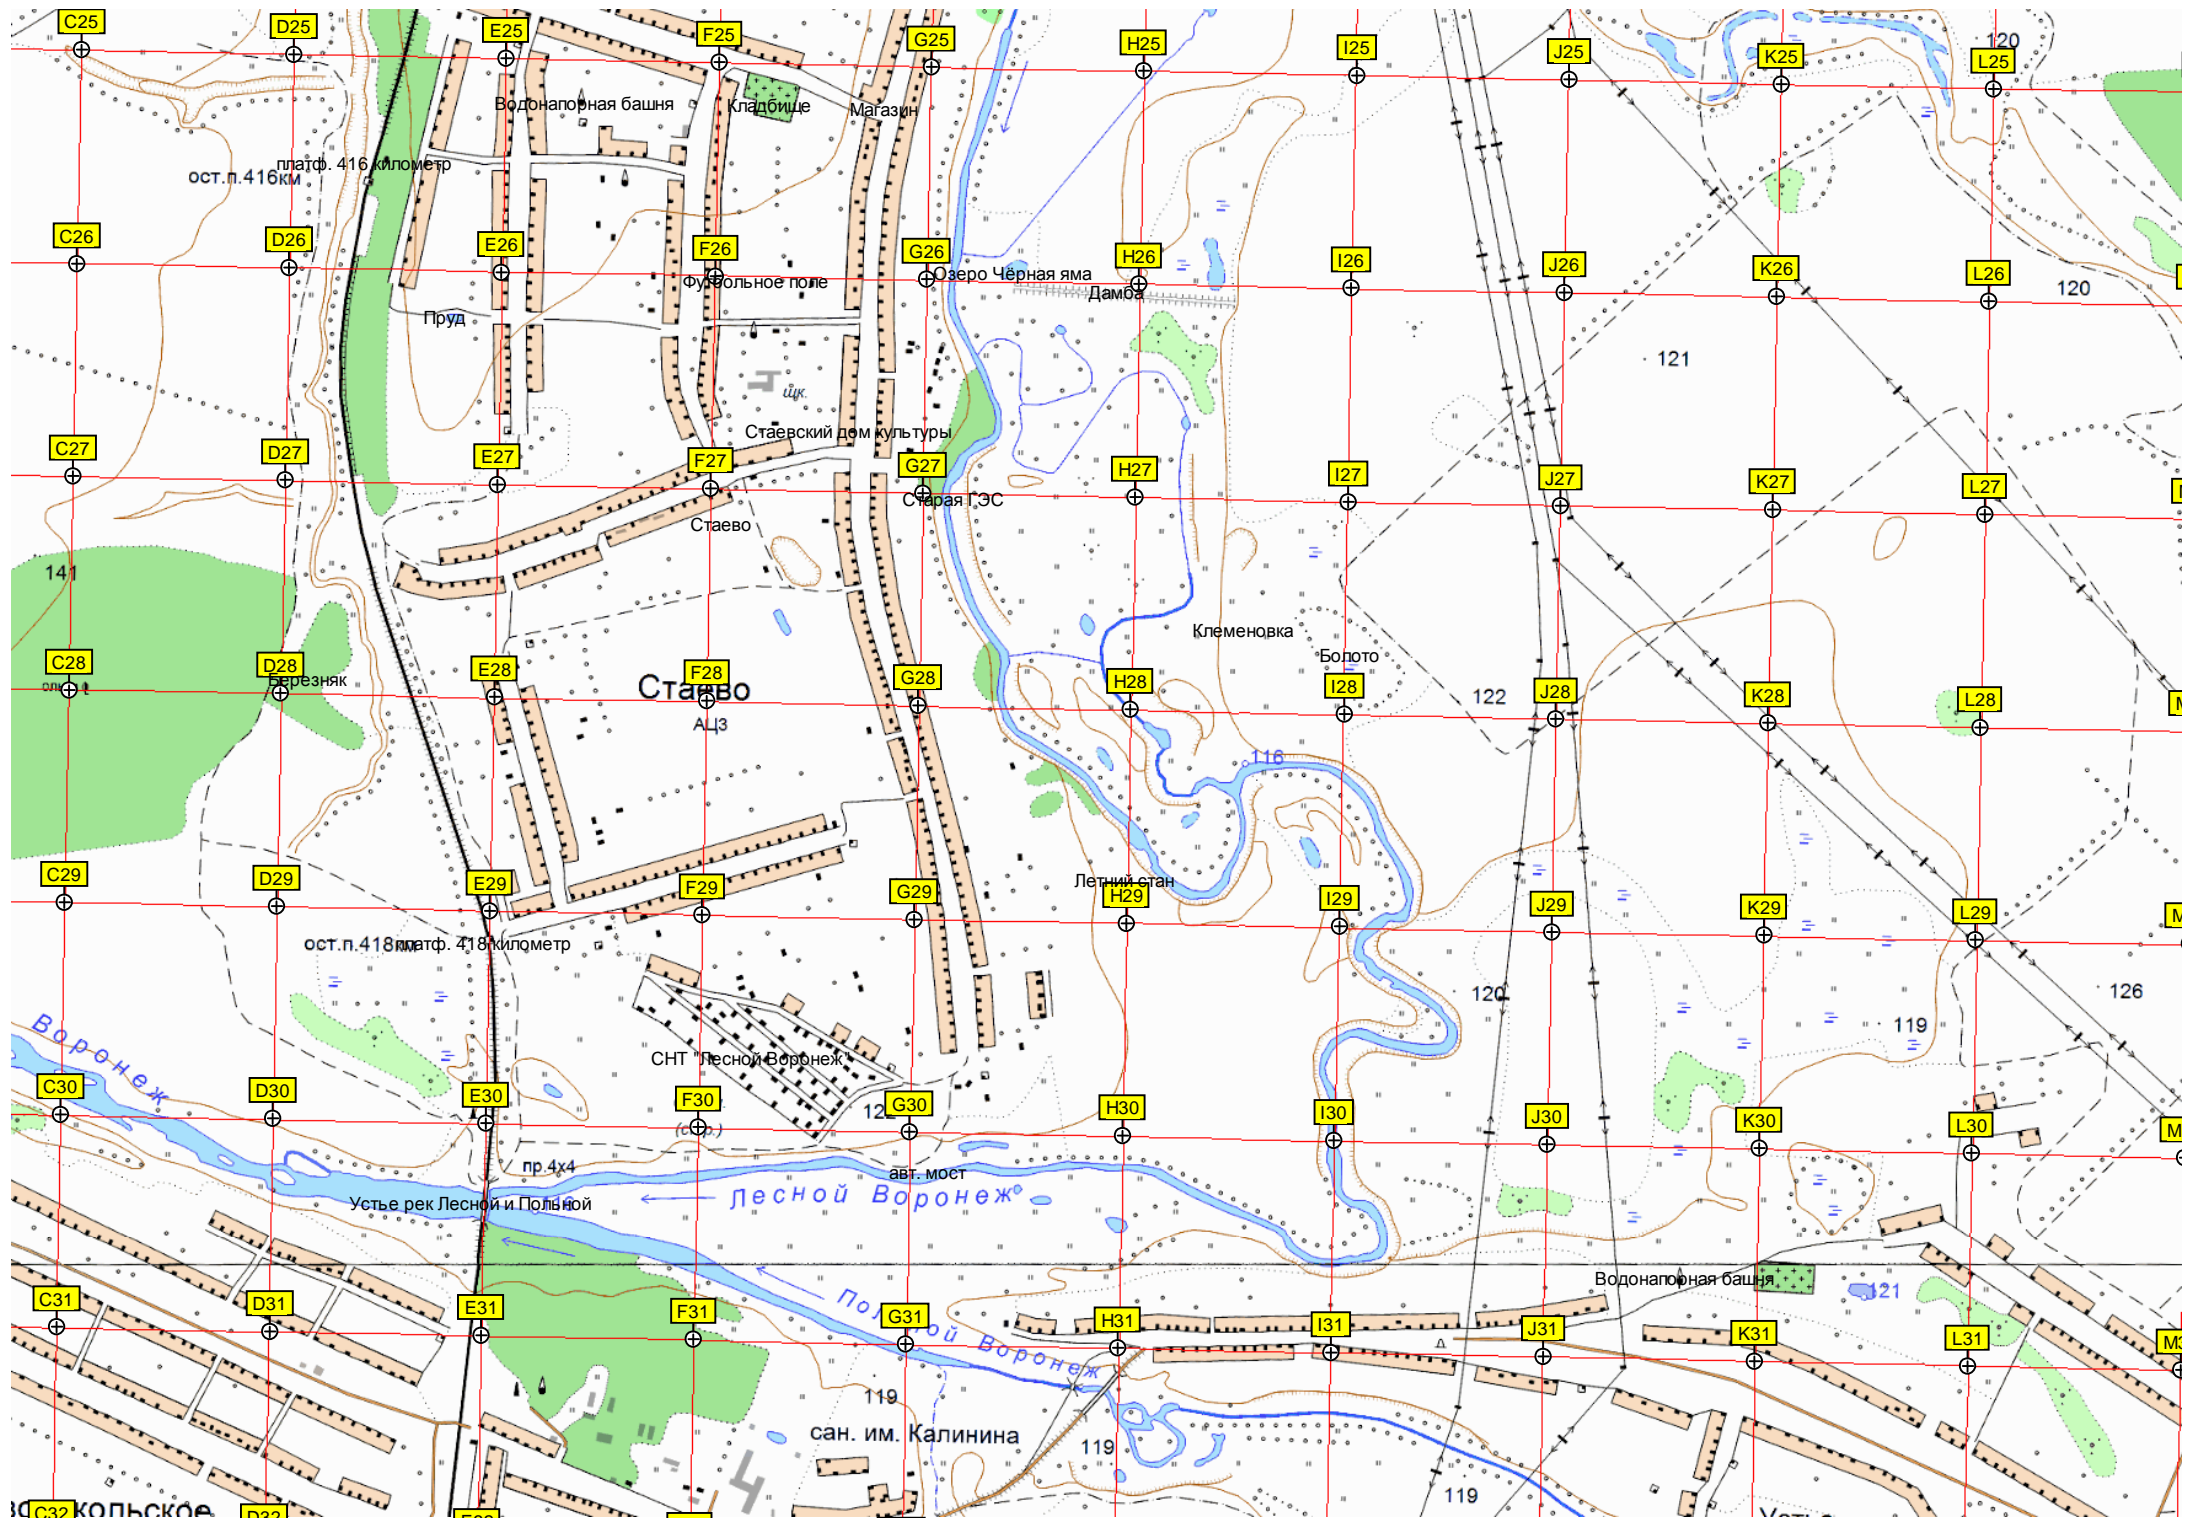 C25
D25
E25
F25
G25
H25
I25
J25
K25
L25
120
Водонапорная башня
Кладбище
Магазин
платф. 416 километр
ост.п.416км
C26
D26
E26
F26
G26
H26
I26
J26
K26
L26
Озеро Чёрная яма
Футбольное поле
Дамба
120
Пруд
121
щк.
Стаевский дом культуры
C27
D27
E27
F27
G27
H27
I27
J27
K27
L27
Старая ГЭС
Стаево
141
Клеменовка
Болото
C28
D28
E28
F28
G28
H28
I28
J28
K28
L28
Березняк
Стаево
АЦЗ
122
116
C29
D29
E29
F29
G29
H29
I29
J29
K29
L29
Летний стан
ост.п.418км
платф. 418 километр
120
126
119
Воронеж
СНТ "Лесной Воронеж"
C30
D30
E30
F30
G30
H30
I30
J30
K30
L30
пр.4х4
авт. мост
Лесной Воронеж
Устье рек Лесной и Польной
Водонапорная башня
121
C31
D31
E31
F31
G31
H31
I31
J31
K31
L31
Воронеж
119
сан. им. Калинина
119
119
C32
D32